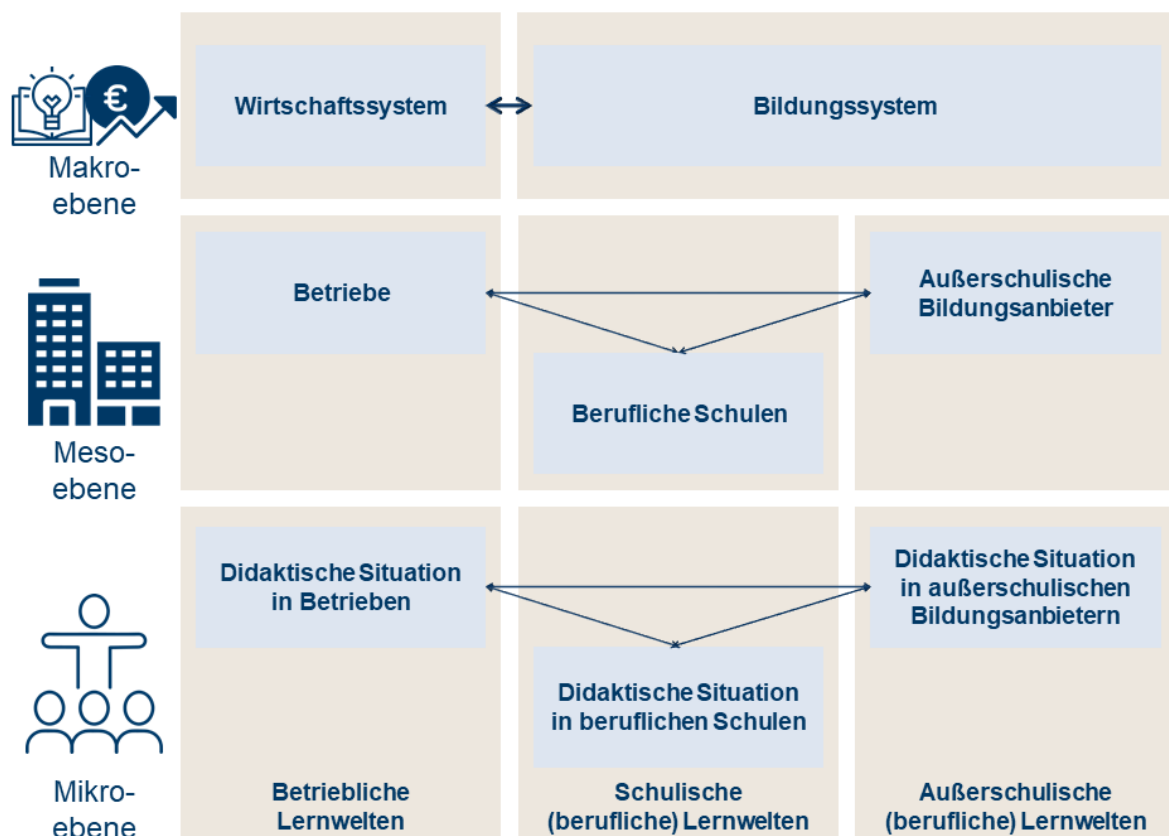 €
Wirtschaftssystem
Bildungssystem
Makro-
ebene
Betriebe
Außerschulische
Bildungsanbieter
Berufliche Schulen
Meso-
ebene
Didaktische Situation
in Betrieben
Didaktische Situation
in außerschulischen
Bildungsanbietern
Didaktische Situation
in beruflichen Schulen
Mikro-
ebene
Betriebliche
Lernwelten
Schulische
(berufliche) Lernwelten
Außerschulische
(berufliche) Lernwelten